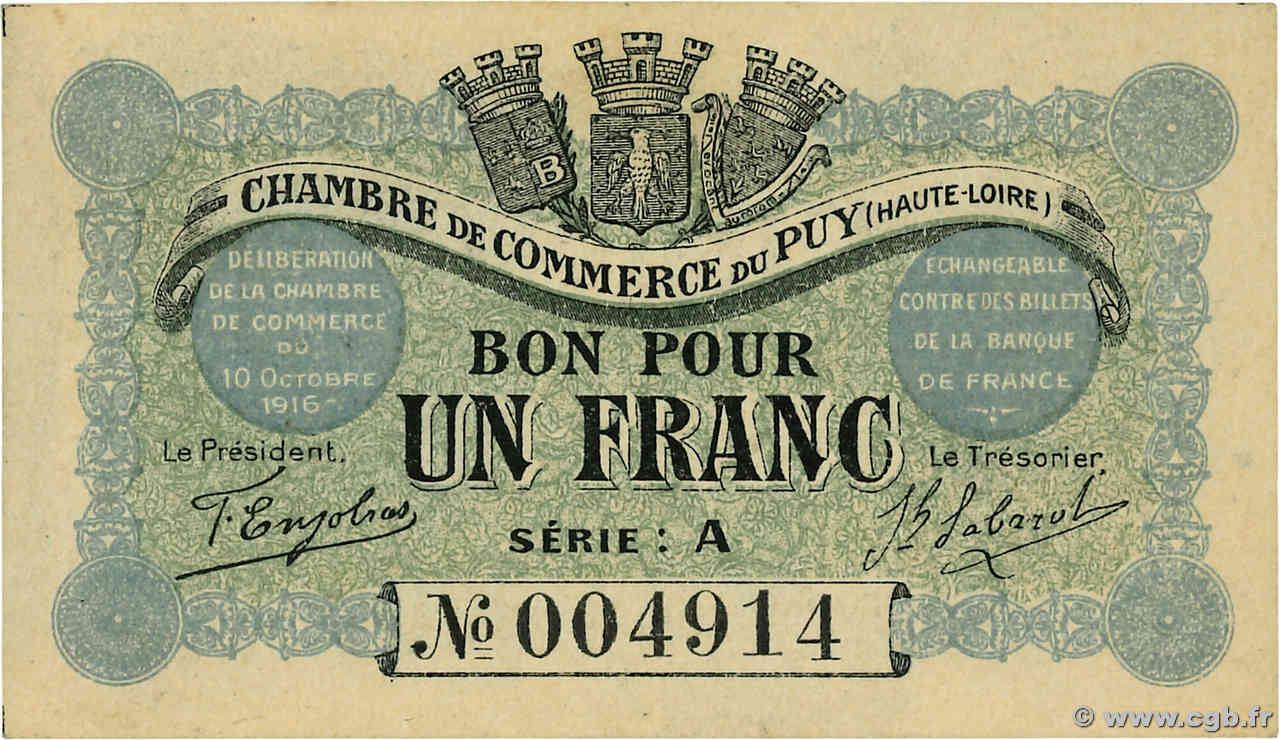 B
CHAMBRE DE COMMERCE DU PUY (HAUTE-LOIRE)
DÉLIBÉRATION
DE LA CHAMBRE
DE COMMERCE
DU
10 OCTOBRE
1916
ECHANGEABLE
CONTRE DES BILLETS
DE LA BANQUE
DE FRANCE
BON POUR
UN FRANC
Le Président.
Le Trésorier.
F. Enjolras
SÉRIE : A
No 004914
© www.cgb.fr